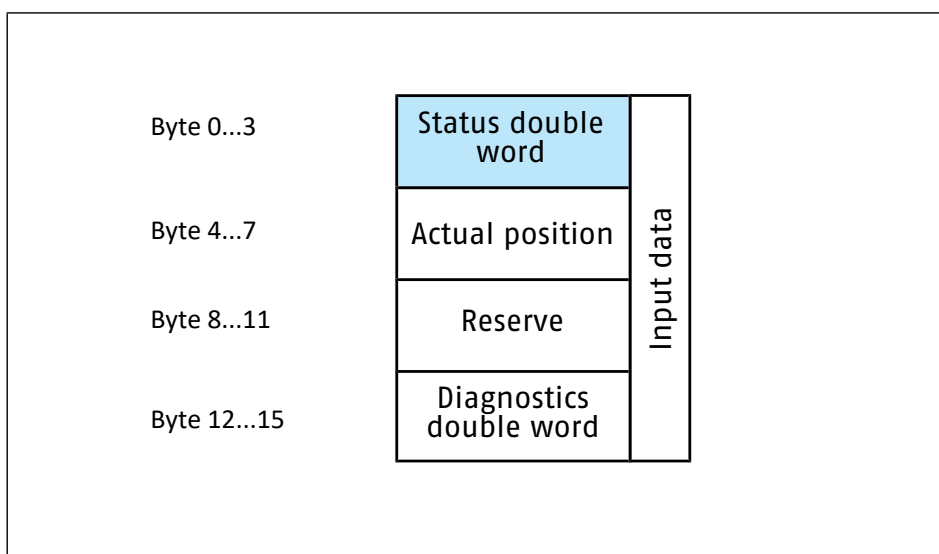 Byte 0...3
Status double
word
Byte 4...7
Actual position
Byte 8...11
Reserve
Byte 12...15
Diagnostics
double word
Input data